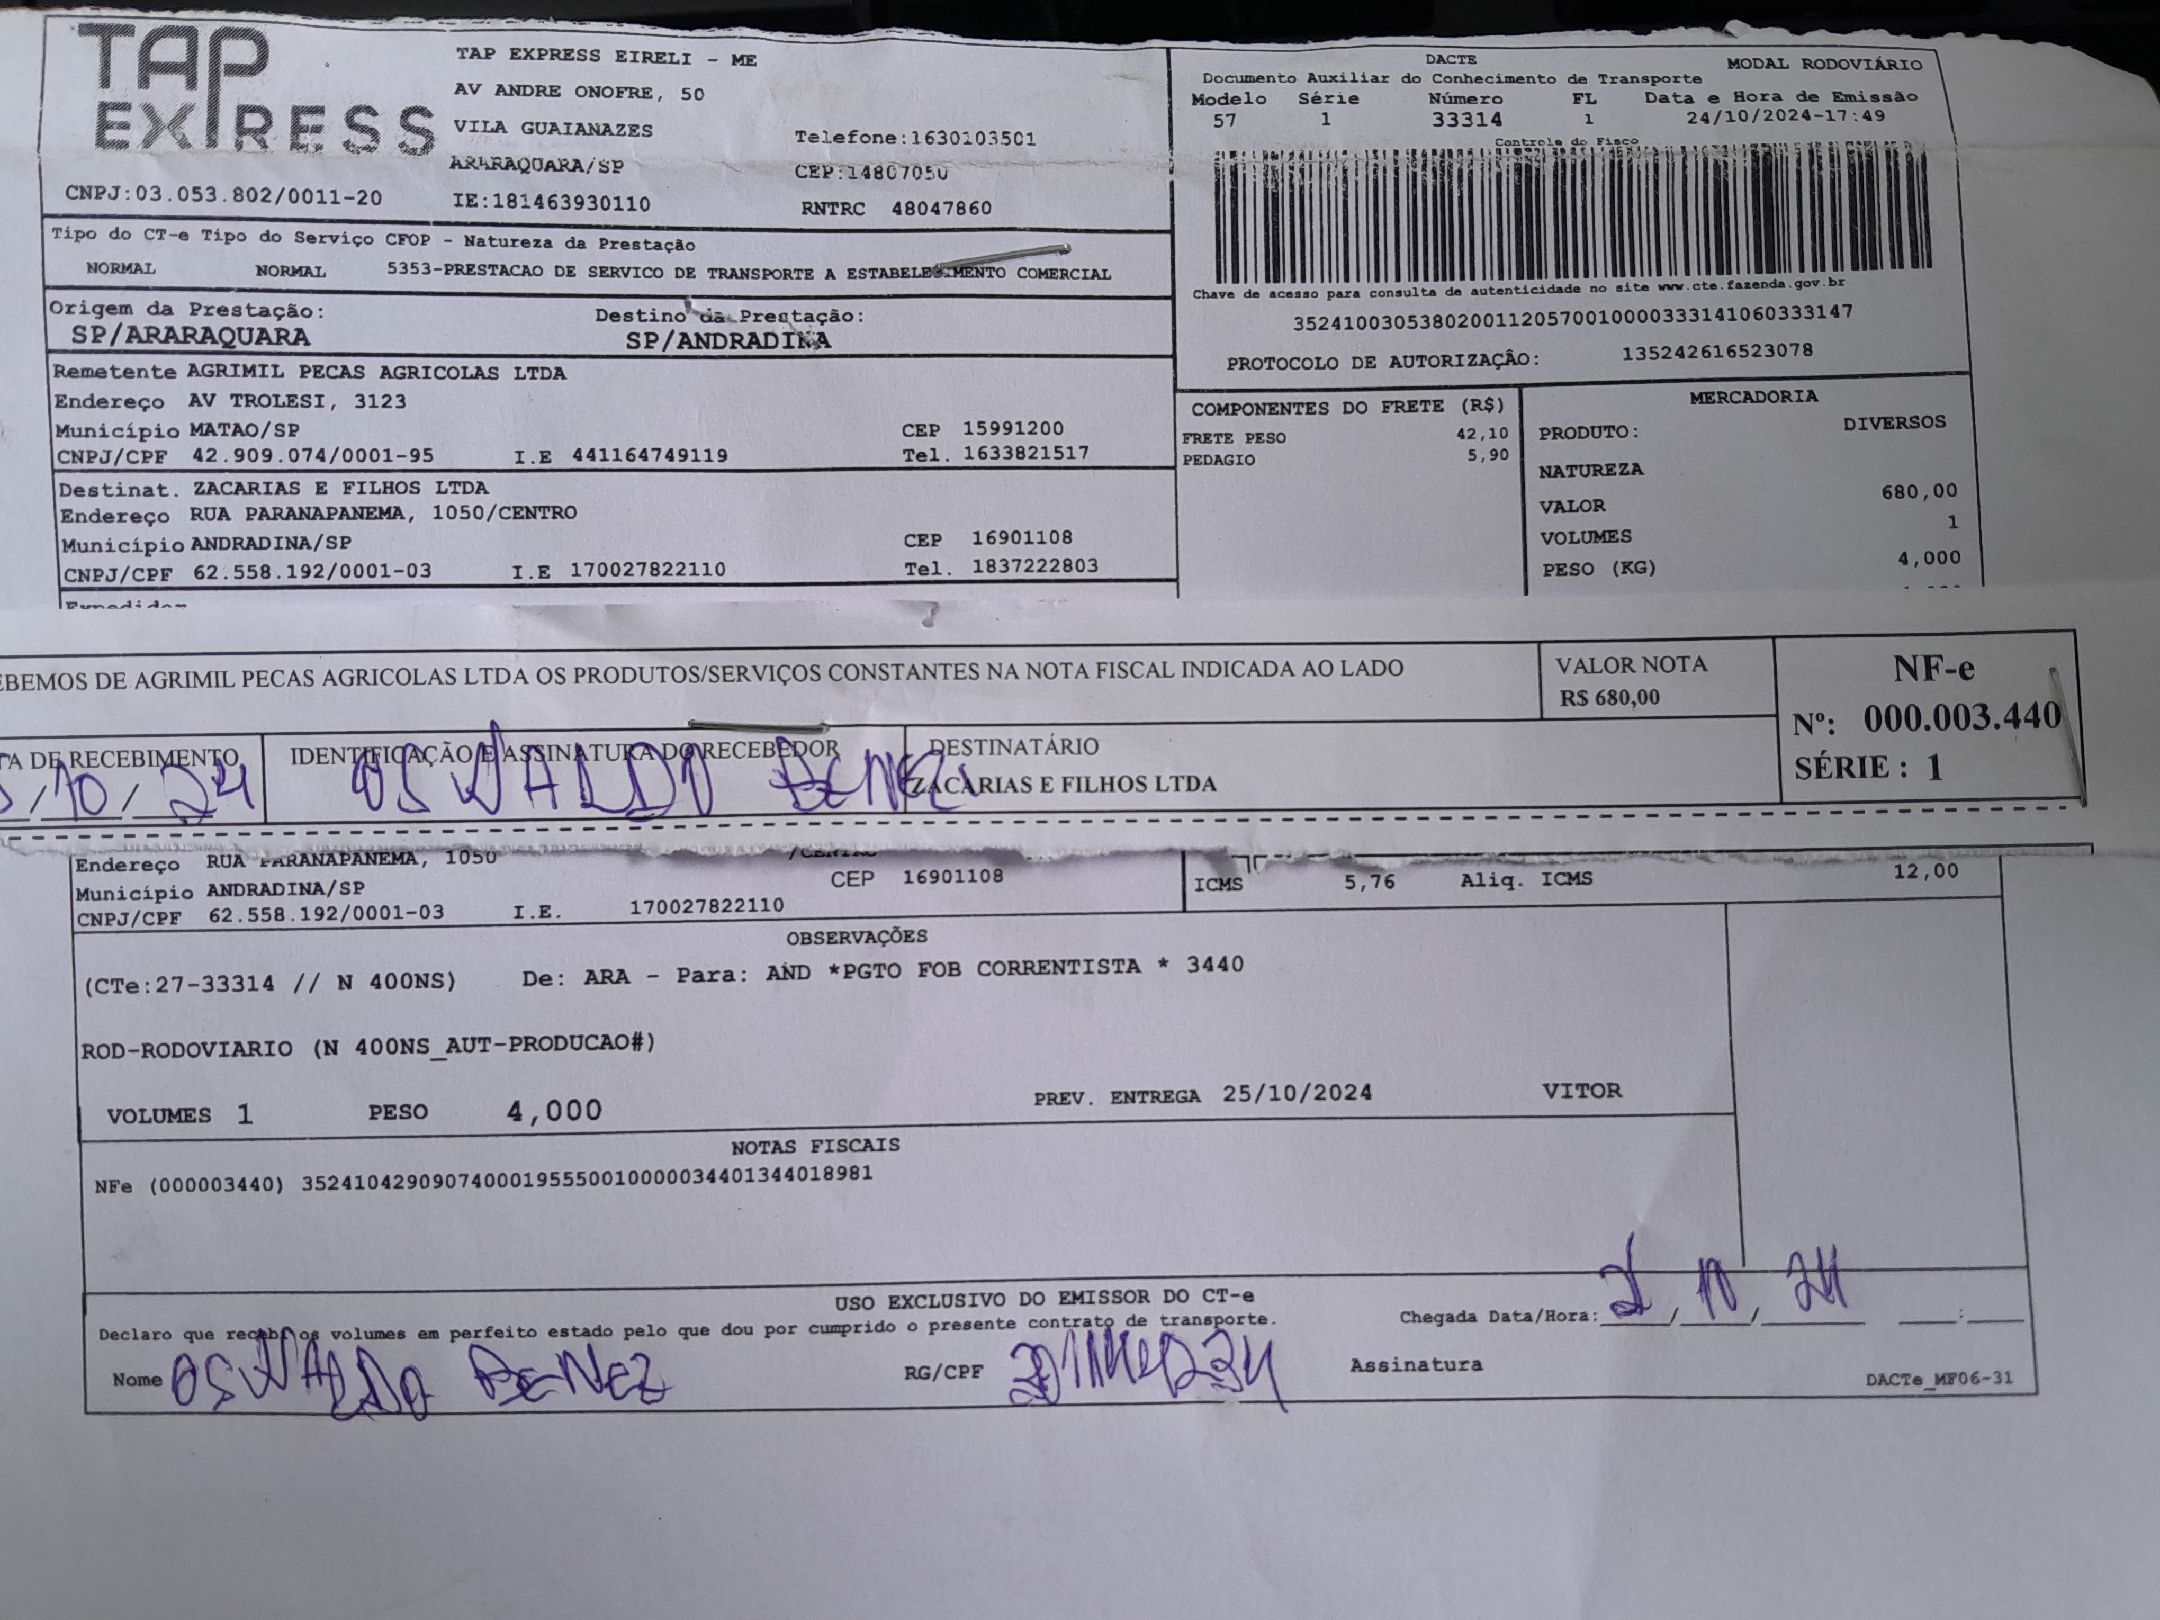 TAP
EXPRESS
TAP EXPRESS EIRELI - ME
AV ANDRE ONOFRE, 50
VILA GUAIANAZES
Telefone:1630103501
ARARAQUARA/SP
CEP:14807050
CNPJ:03.053.802/0011-20
IE:181463930110
RNTRC 48047860
DACTE
MODAL RODOVIÁRIO
Documento Auxiliar do Conhecimento de Transporte
Modelo Série Número FL Data e Hora de Emissão
57 1 33314 1 24/10/2024-17:49
Controle do Fisco
Chave de acesso para consulta de autenticidade no site www.cte.fazenda.gov.br
35241003053802001120570010000333141060333147
PROTOCOLO DE AUTORIZAÇÃO: 135242616523078
Tipo do CT-e Tipo do Serviço CFOP - Natureza da Prestação
NORMAL NORMAL 5353-PRESTACAO DE SERVICO DE TRANSPORTE A ESTABELECIMENTO COMERCIAL
Origem da Prestação: Destino da Prestação:
SP/ARARAQUARA SP/ANDRADINA
Remetente AGRIMIL PECAS AGRICOLAS LTDA
Endereço AV TROLESI, 3123
Município MATAO/SP CEP 15991200
CNPJ/CPF 42.909.074/0001-95 I.E 441164749119 Tel. 1633821517
Destinat. ZACARIAS E FILHOS LTDA
Endereço RUA PARANAPANEMA, 1050/CENTRO
Município ANDRADINA/SP CEP 16901108
CNPJ/CPF 62.558.192/0001-03 I.E 170027822110 Tel. 1837222803
COMPONENTES DO FRETE (R$)
FRETE PESO 42,10
PEDAGIO 5,90
MERCADORIA
PRODUTO: DIVERSOS
NATUREZA
VALOR 680,00
VOLUMES 1
PESO (KG) 4,000
EBEMOS DE AGRIMIL PECAS AGRICOLAS LTDA OS PRODUTOS/SERVIÇOS CONSTANTES NA NOTA FISCAL INDICADA AO LADO
VALOR NOTA
R$ 680,00
NF-e
Nº: 000.003.440
SÉRIE : 1
TA DE RECEBIMENTO
/10/24
IDENTIFICAÇÃO E ASSINATURA DO RECEBEDOR
OSWALDO BENEZ
DESTINATÁRIO
ZACARIAS E FILHOS LTDA
Endereço RUA PARANAPANEMA, 1050 /CENTRO
Município ANDRADINA/SP CEP 16901108
CNPJ/CPF 62.558.192/0001-03 I.E. 170027822110
ICMS 5,76 Aliq. ICMS 12,00
OBSERVAÇÕES
(CTe:27-33314 // N 400NS) De: ARA - Para: AND *PGTO FOB CORRENTISTA * 3440
ROD-RODOVIARIO (N 400NS_AUT-PRODUCAO#)
VOLUMES 1 PESO 4,000 PREV. ENTREGA 25/10/2024 VITOR
NOTAS FISCAIS
NFe (000003440) 35241042909074000195550010000034401344018981
USO EXCLUSIVO DO EMISSOR DO CT-e
Declaro que recebi os volumes em perfeito estado pelo que dou por cumprido o presente contrato de transporte.
Chegada Data/Hora: / 10 / 24 :
Nome OSWALDO BENEZ RG/CPF Assinatura
DACTe_MF06-31